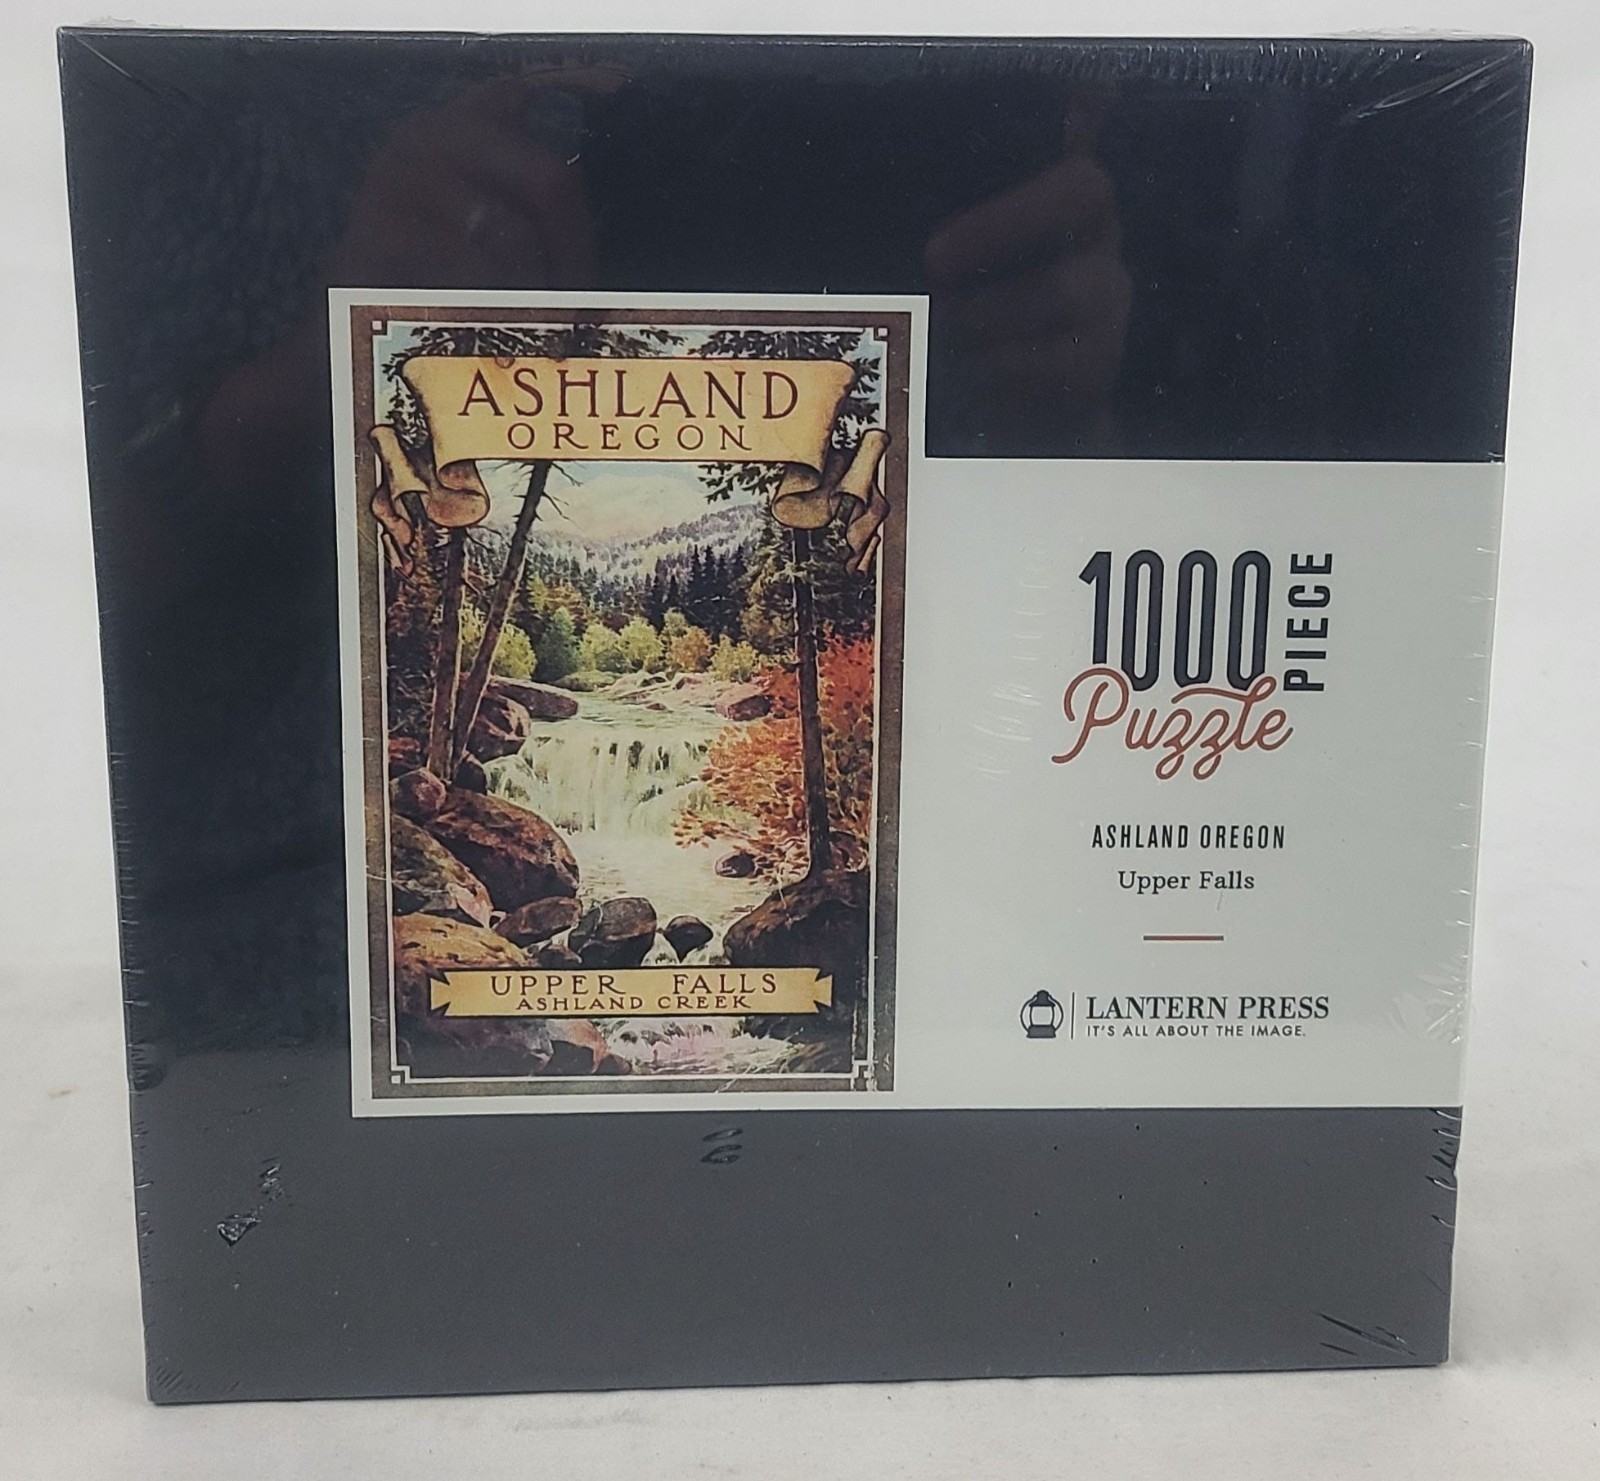 ASHLAND
OREGON
UPPER FALLS
ASHLAND CREEK
1000
PIECE
Puzzle
ASHLAND OREGON
Upper Falls
LANTERN PRESS
IT'S ALL ABOUT THE IMAGE.